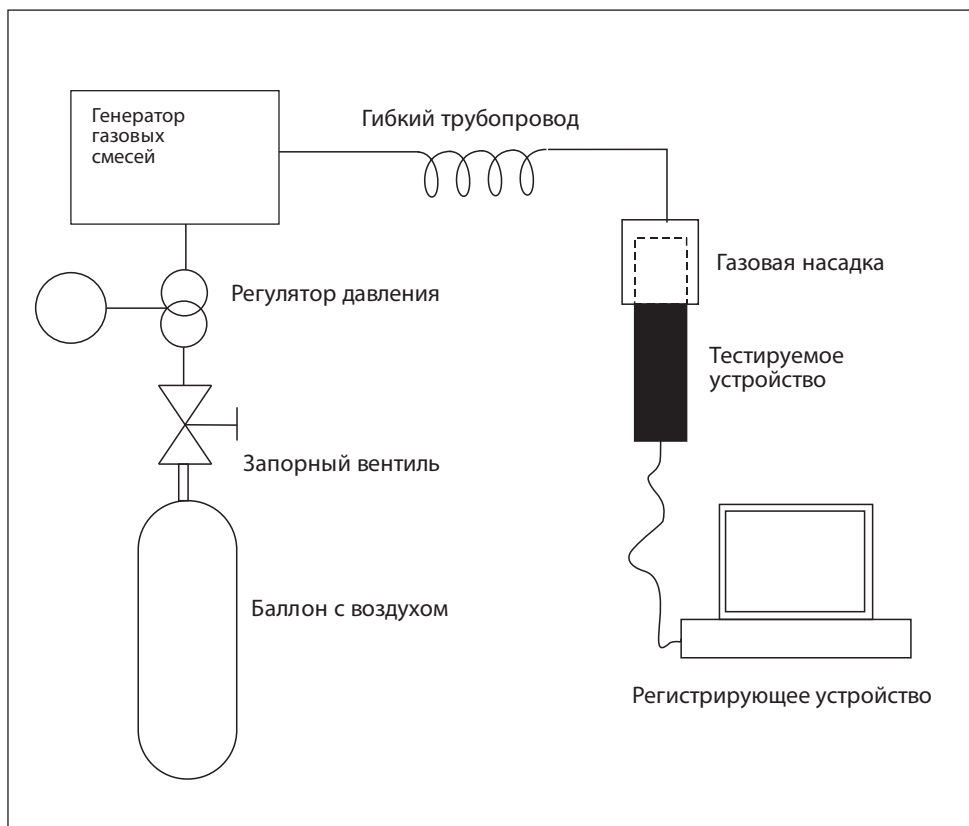 Генератор
газовых
смесей
Гибкий трубопровод
Газовая насадка
Регулятор давления
Тестируемое
устройство
Запорный вентиль
Баллон с воздухом
Регистрирующее устройство